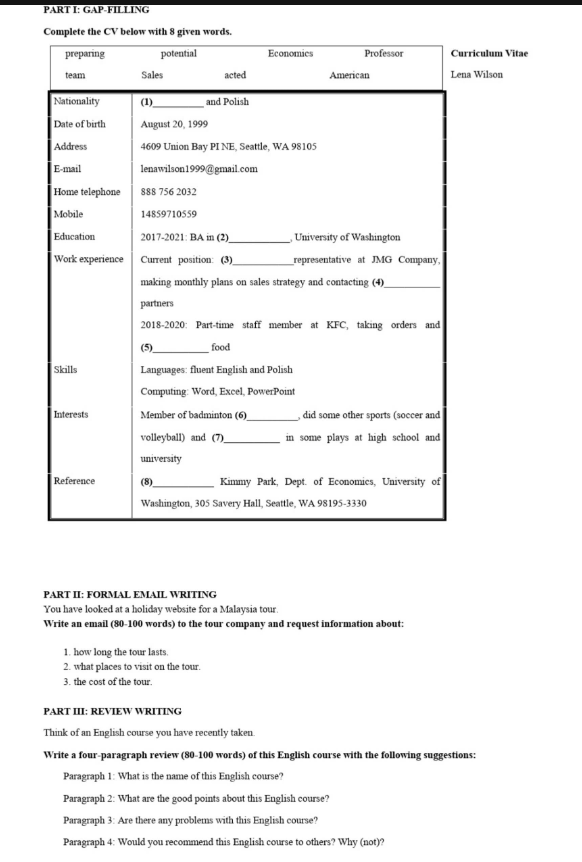 PART I: GAP-FILLING
Complete the CV below with 8 given words.
preparing potential Economics Professor
team Sales acted American
Curriculum Vitae
Lena Wilson
Nationality (1)__________ and Polish
Date of birth August 20, 1999
Address 4609 Union Bay PI NE, Seattle, WA 98105
E-mail lenawilson1999@gmail.com
Home telephone 888 756 2032
Mobile 14859710559
Education 2017-2021: BA in (2)__________, University of Washington
Work experience Current position: (3)__________representative at JMG Company,
making monthly plans on sales strategy and contacting (4)__________
partners
2018-2020: Part-time staff member at KFC, taking orders and
(5)__________ food
Skills Languages: fluent English and Polish
Computing: Word, Excel, PowerPoint
Interests Member of badminton (6)__________, did some other sports (soccer and
volleyball) and (7)__________ in some plays at high school and
university
Reference (8)__________ Kimmy Park, Dept. of Economics, University of
Washington, 305 Savery Hall, Seattle, WA 98195-3330
PART II: FORMAL EMAIL WRITING
You have looked at a holiday website for a Malaysia tour.
Write an email (80-100 words) to the tour company and request information about:
1. how long the tour lasts.
2. what places to visit on the tour.
3. the cost of the tour.
PART III: REVIEW WRITING
Think of an English course you have recently taken.
Write a four-paragraph review (80-100 words) of this English course with the following suggestions:
Paragraph 1: What is the name of this English course?
Paragraph 2: What are the good points about this English course?
Paragraph 3: Are there any problems with this English course?
Paragraph 4: Would you recommend this English course to others? Why (not)?